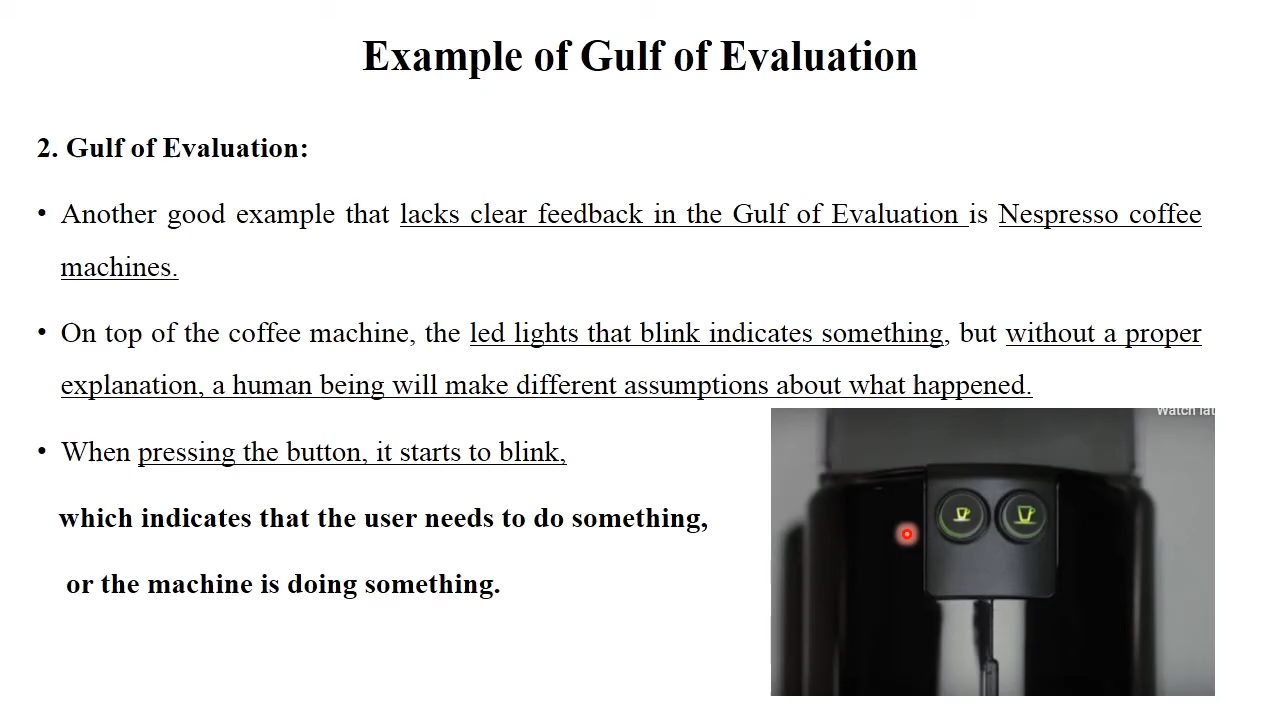 Example of Gulf of Evaluation
2. Gulf of Evaluation:
• Another good example that lacks clear feedback in the Gulf of Evaluation is Nespresso coffee
machines.
• On top of the coffee machine, the led lights that blink indicates something, but without a proper
explanation, a human being will make different assumptions about what happened.
Watch lat
• When pressing the button, it starts to blink,
which indicates that the user needs to do something,
or the machine is doing something.